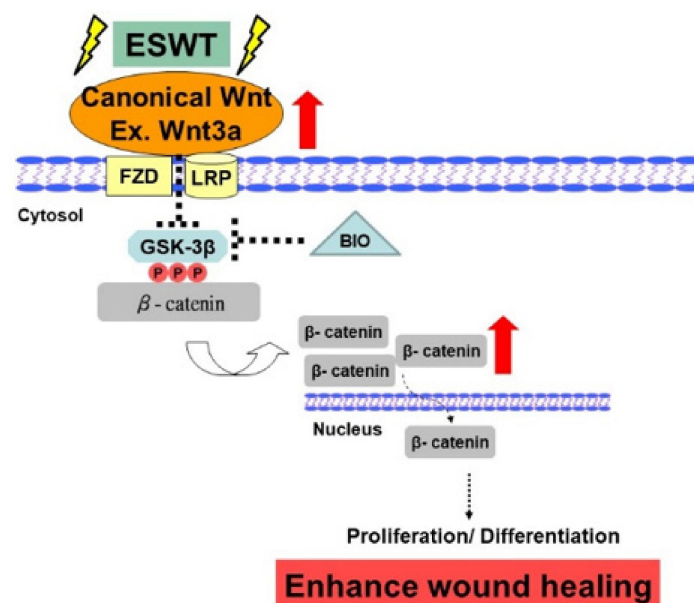 ESWT
Canonical Wnt
Ex. Wnt3a
FZD
LRP
Cytosol
GSK-3β
BIO
P P P
β - catenin
β- catenin
β- catenin
β- catenin
Nucleus
β- catenin
Proliferation/ Differentiation
Enhance wound healing